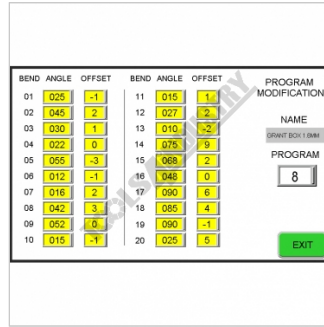 BEND ANGLE OFFSET BEND ANGLE OFFSET PROGRAM MODIFICATION
01 025 -1 11 015 1
02 045 2 12 027 2
03 030 1 13 010 -2
04 022 0 14 075 9
05 055 -3 15 068 2
06 012 -1 16 048 0
07 016 2 17 090 6
08 042 3 18 085 4
09 052 0 19 090 -1
10 015 -1 20 025 5
NAME
GRANT BOX 1.6MM
PROGRAM
8
EXIT